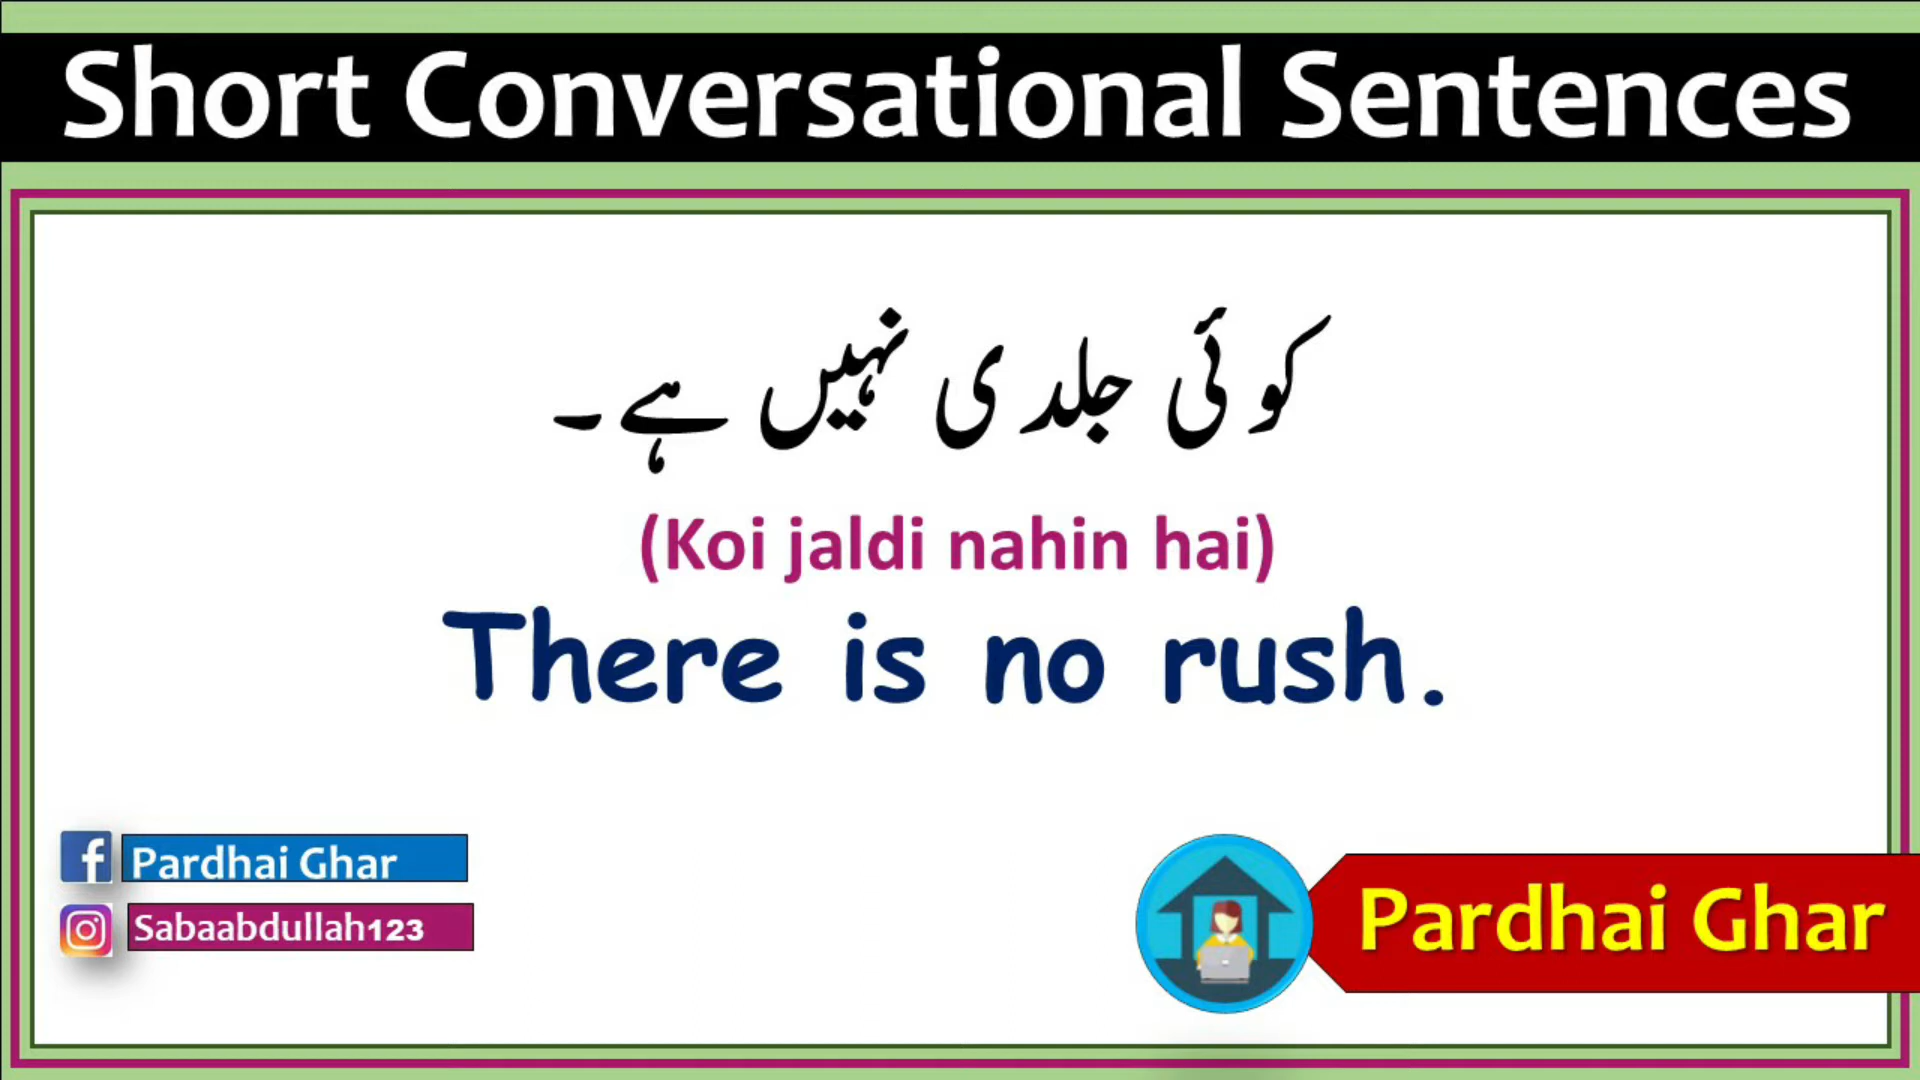 Short Conversational Sentences
کوئی جلدی نہیں ہے۔
(Koi jaldi nahin hai)
There is no rush.
f Pardhai Ghar
Sabaabdullah123
Pardhai Ghar